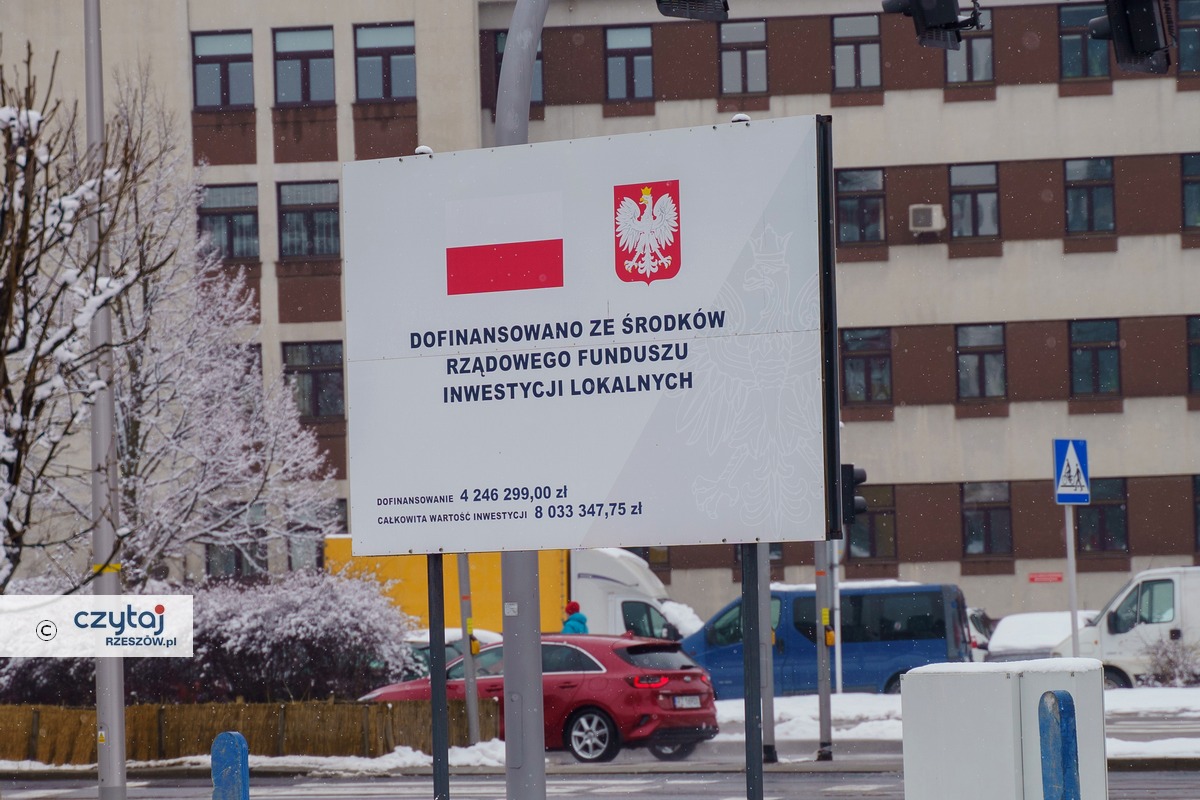 DOFINANSOWANO ZE ŚRODKÓW
RZĄDOWEGO FUNDUSZU
INWESTYCJI LOKALNYCH
DOFINANSOWANIE 4 246 299,00 zł
CAŁKOWITA WARTOŚĆ INWESTYCJI 8 033 347,75 zł
© czytaj
RZESZÓW.pl